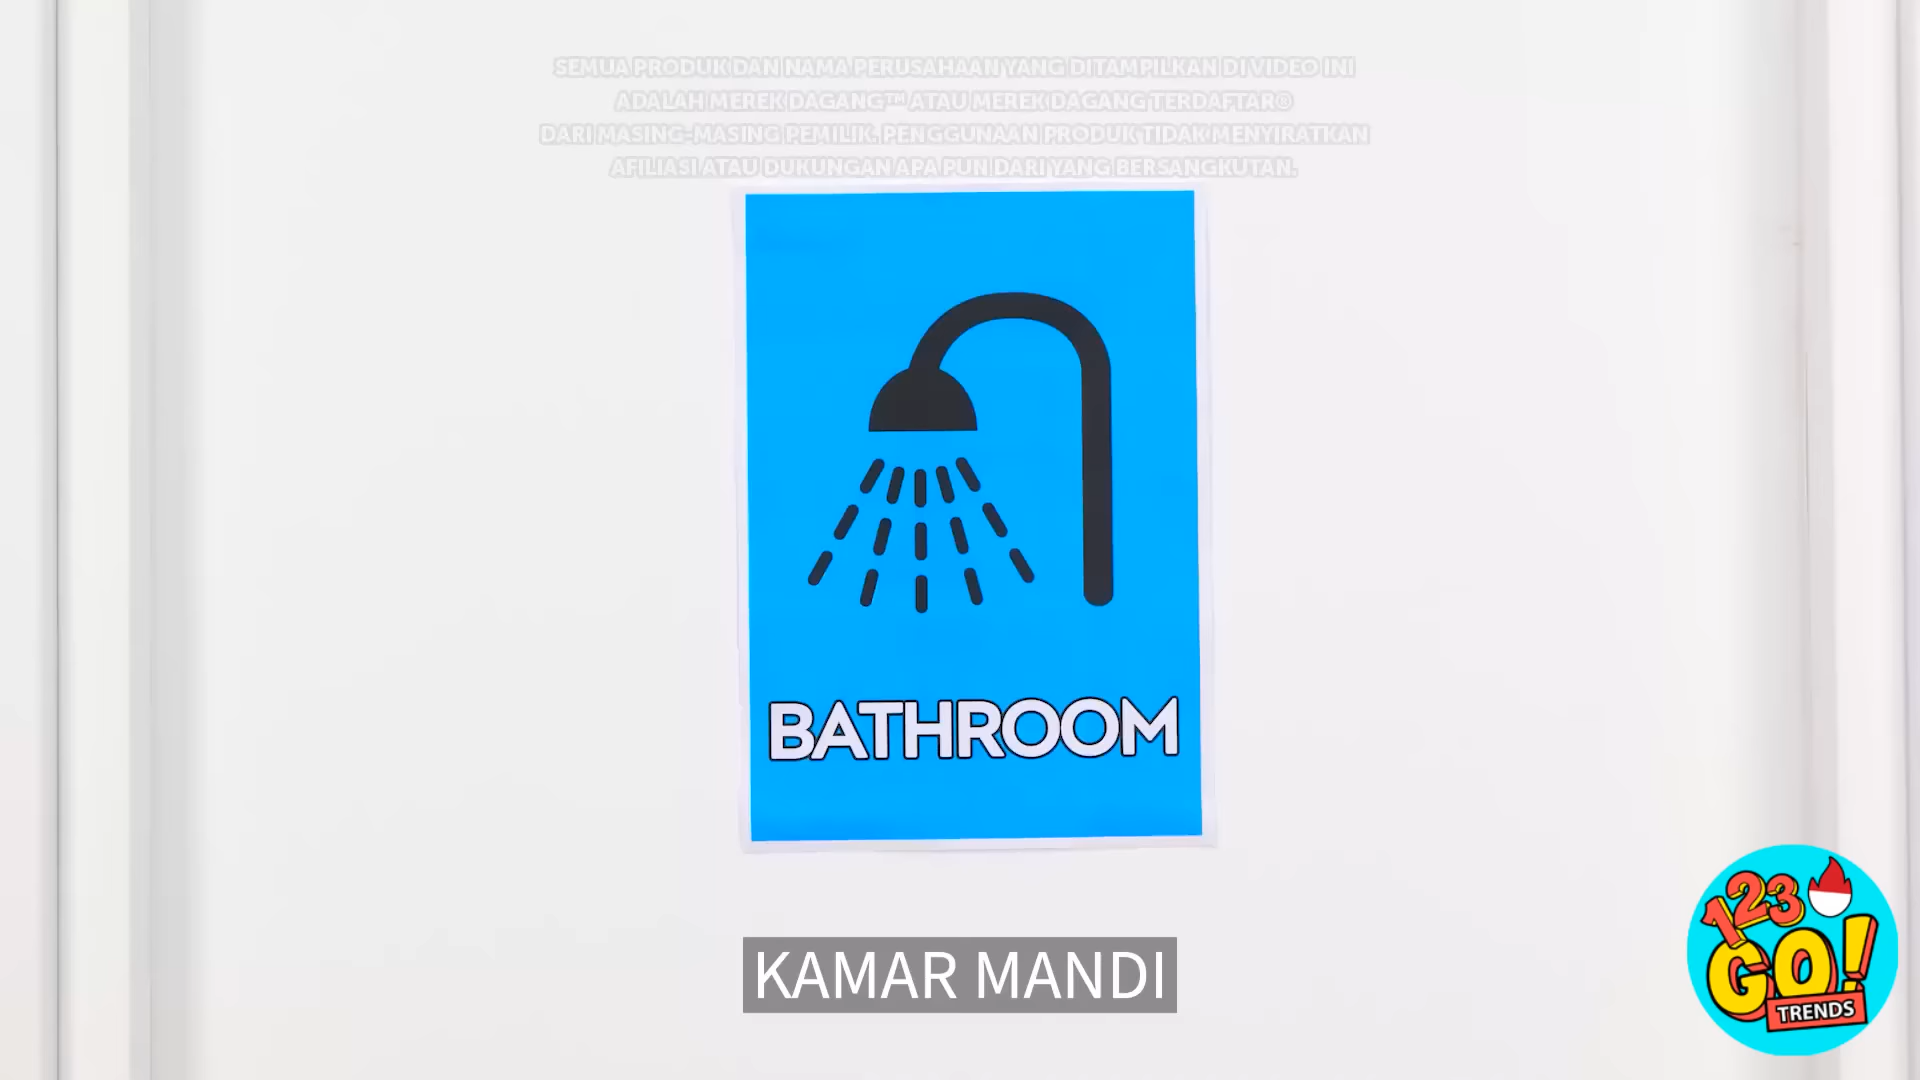 SEMUA PRODUK DAN NAMA PERUSAHAAN YANG DITAMPILKAN DI VIDEO INI
ADALAH MEREK DAGANG™ ATAU MEREK DAGANG TERDAFTAR®
DARI MASING-MASING PEMILIK. PENGGUNAAN PRODUK TIDAK MENYIRATKAN
AFILIASI ATAU DUKUNGAN APA PUN DARI YANG BERSANGKUTAN.
BATHROOM
KAMAR MANDI
123
GO!
TRENDS